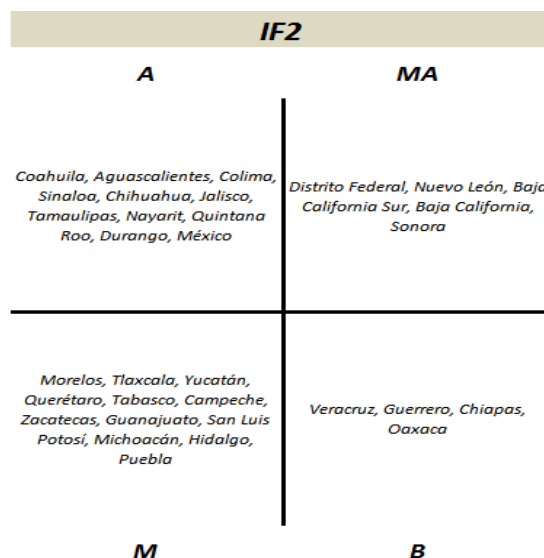 IF2
A
MA
Coahuila, Aguascalientes, Colima,
Sinaloa, Chihuahua, Jalisco,
Tamaulipas, Nayarit, Quintana
Roo, Durango, México
Distrito Federal, Nuevo León, Baja
California Sur, Baja California,
Sonora
Morelos, Tlaxcala, Yucatán,
Querétaro, Tabasco, Campeche,
Zacatecas, Guanajuato, San Luis
Potosí, Michoacán, Hidalgo,
Puebla
Veracruz, Guerrero, Chiapas,
Oaxaca
M
B